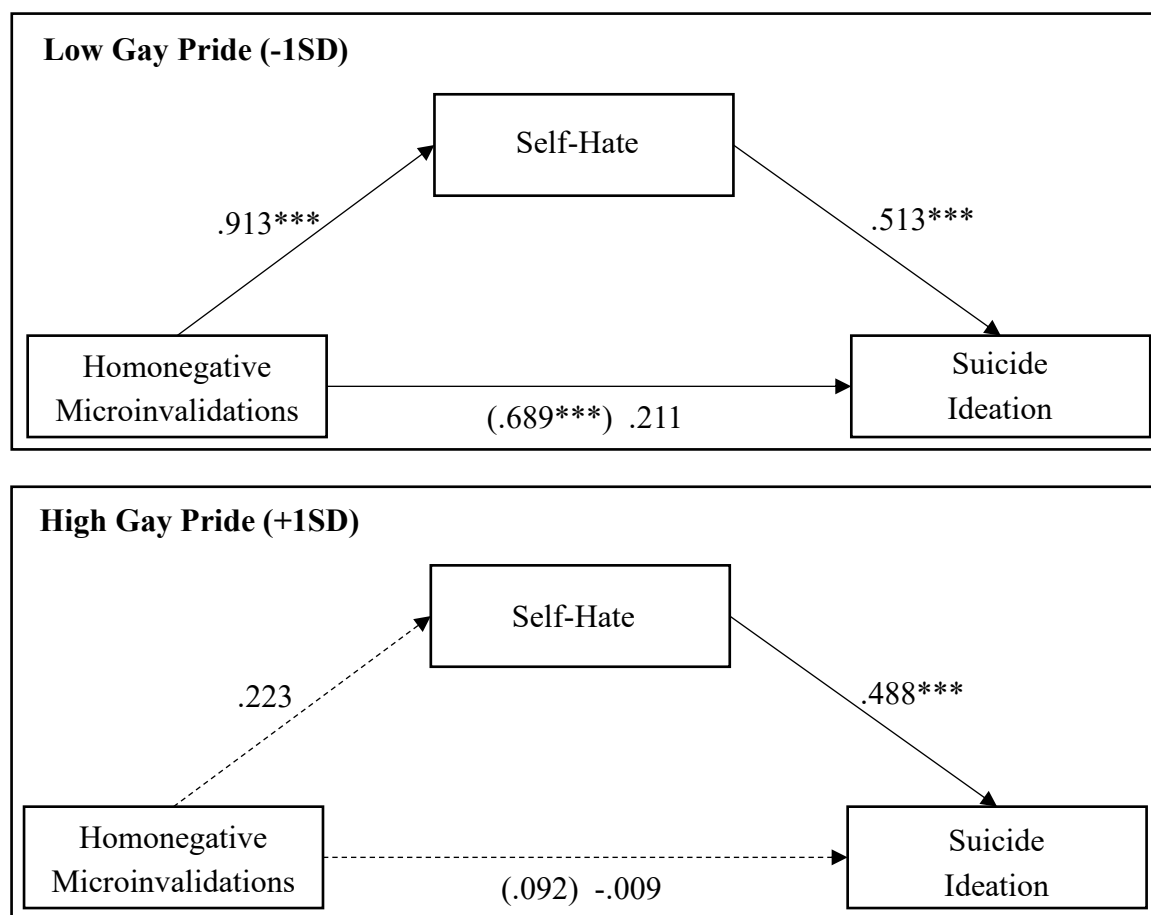 Low Gay Pride (-1SD)
Self-Hate
.913***
.513***
Homonegative
Microinvalidations
Suicide
Ideation
(.689***) .211
High Gay Pride (+1SD)
Self-Hate
.223
.488***
Homonegative
Microinvalidations
Suicide
Ideation
(.092) -.009